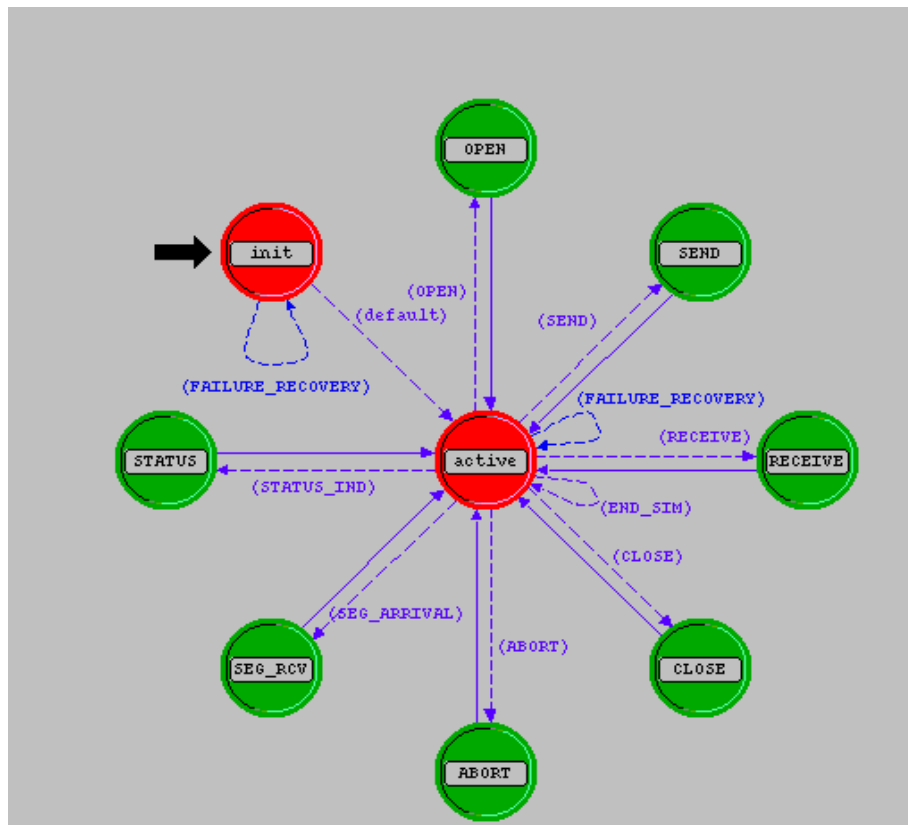 OPEN
init
SEND
(OPEN)
(default)
(SEND)
(FAILURE_RECOVERY)
(FAILURE_RECOVERY)
(RECEIVE)
STATUS
active
RECEIVE
(STATUS_IND)
(END_SIM)
(CLOSE)
(SEG_ARRIVAL)
(ABORT)
SEG_RCV
CLOSE
ABORT